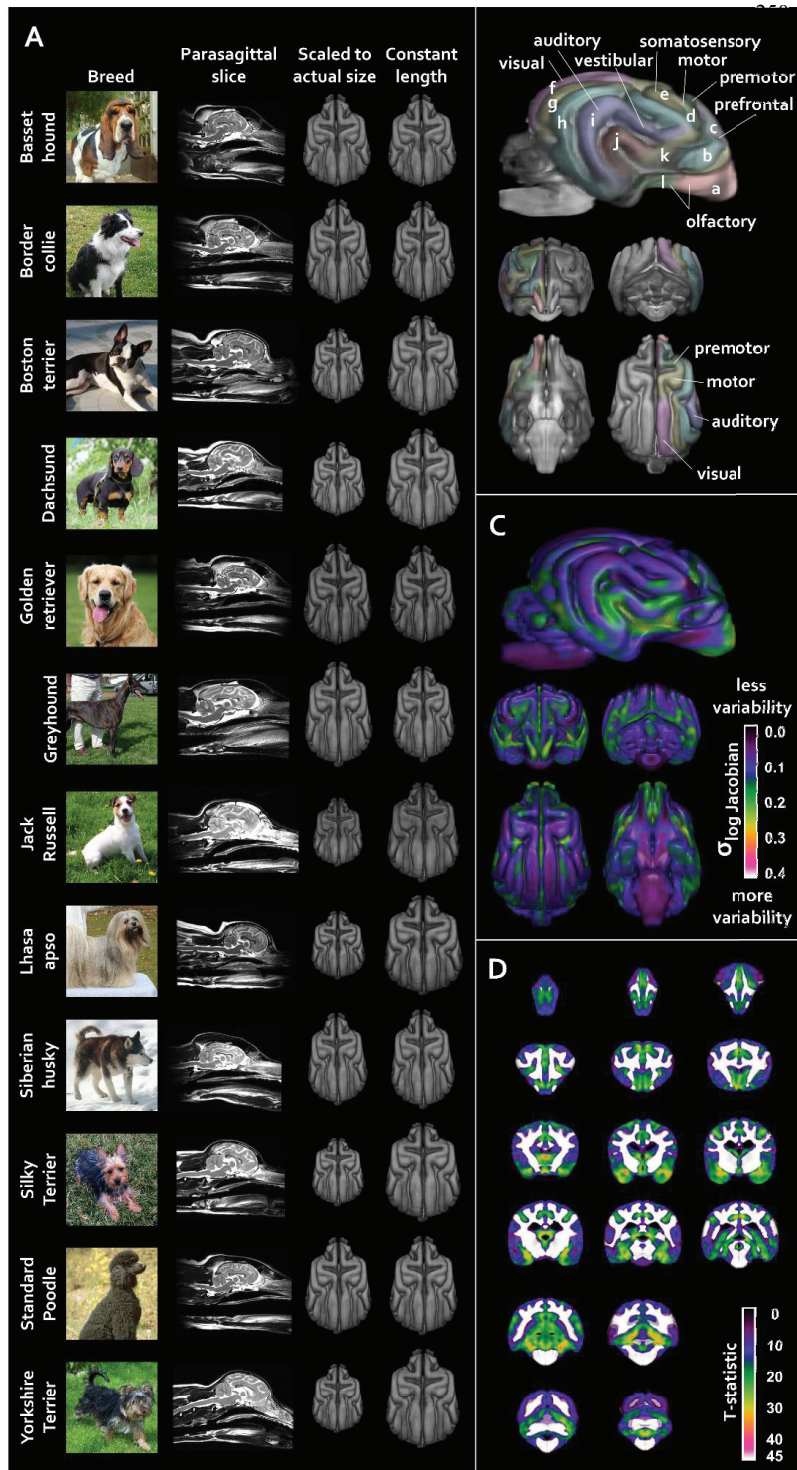 A
Breed
Parasagittal
slice
Scaled to
actual size
Constant
length
Basset
hound
Border
collie
Boston
terrier
Dachsund
Golden
retriever
Greyhound
Jack
Russell
Lhasa
apso
Siberian
husky
Silky
Terrier
Standard
Poodle
Yorkshire
Terrier
auditory
visual
vestibular
somatosensory
motor
premotor
prefrontal
f
g
h
i
j
k
l
e
d
c
b
a
olfactory
premotor
motor
auditory
visual
C
less
variability
σlog Jacobian
0.0
0.1
0.2
0.3
0.4
more
variability
D
T-statistic
0
10
20
30
40
45